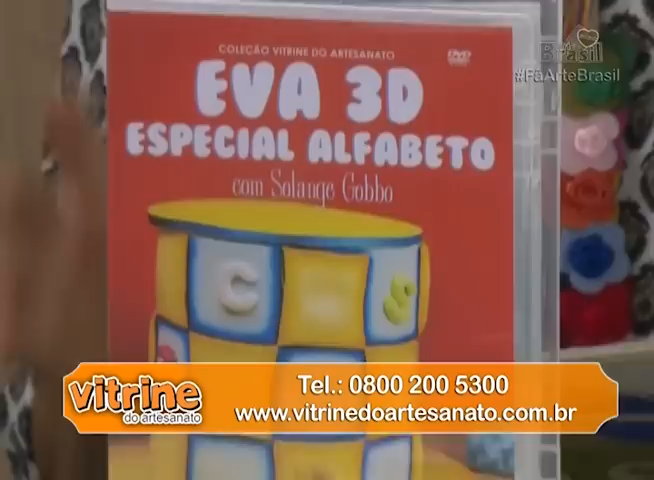 COLEÇÃO VITRINE DO ARTESANATO
DVD
EVA 3D
ESPECIAL ALFABETO
com Solange Gobbo
Brasil
#FaArteBrasil
C S
vitrine
do artesanato
Tel.: 0800 200 5300
www.vitrinedoartesanato.com.br